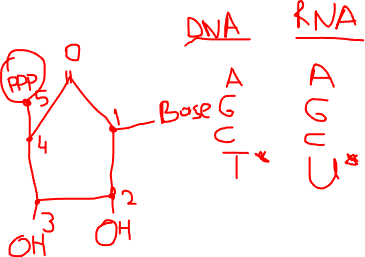 DNA RNA
O
PPP
5
1 Base
4
3 2
OH OH
A A
G G
C C
T* U*